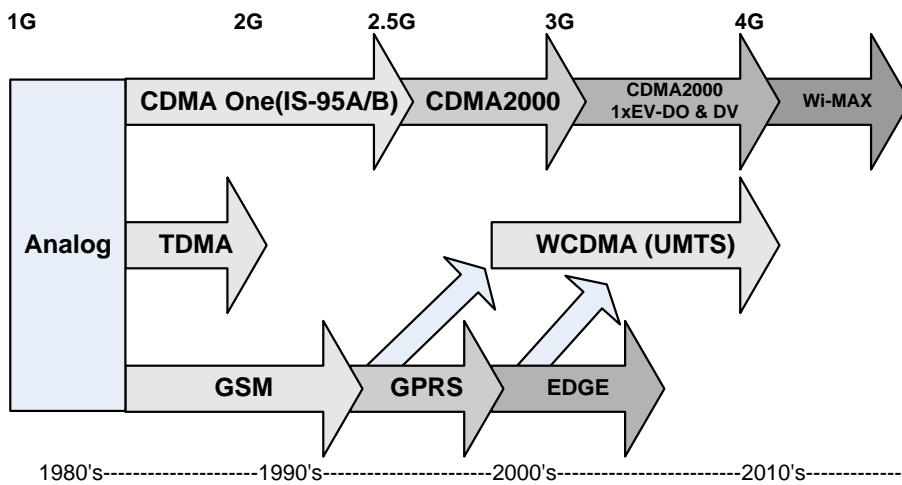 1G 2G 2.5G 3G 4G
CDMA One(IS-95A/B) CDMA2000 CDMA2000
1xEV-DO & DV Wi-MAX
Analog TDMA WCDMA (UMTS)
GSM GPRS EDGE
1980's----------------------1990's------------------------2000's--------------------------2010's----------------